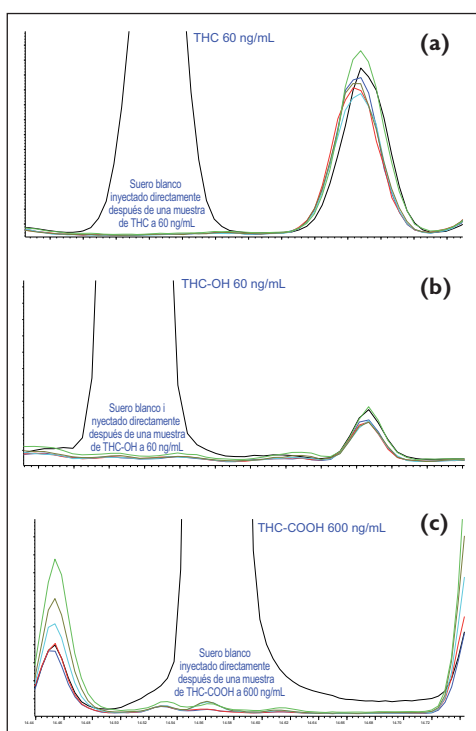 THC 60 ng/mL
(a)
Suero blanco
inyectado directamente
después de una muestra
de THC a 60 ng/mL
THC-OH 60 ng/mL
(b)
Suero blanco i
nyectado directamente
después de una muestra
de THC-OH a 60 ng/mL
THC-COOH 600 ng/mL
(c)
Suero blanco
inyectado directamente
después de una muestra
de THC-COOH a 600 ng/mL